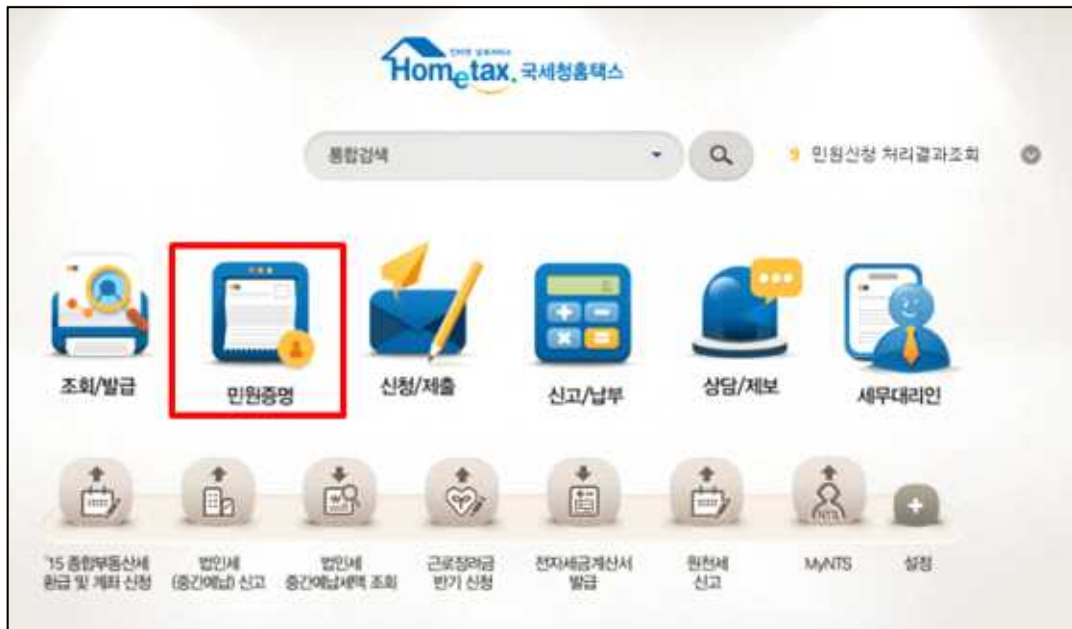 Hometax. 국세청홈택스
통합검색
9 민원신청 처리결과조회
조회/발급
민원증명
신청/제출
신고/납부
상담/제보
세무대리인
'15 종합부동산세
환급 및 계좌 신청
법인세
(중간예납) 신고
법인세
중간예납세액 조회
근로장려금
반기 신청
전자세금계산서
발급
원천세
신고
NTS
MyNTS
설정